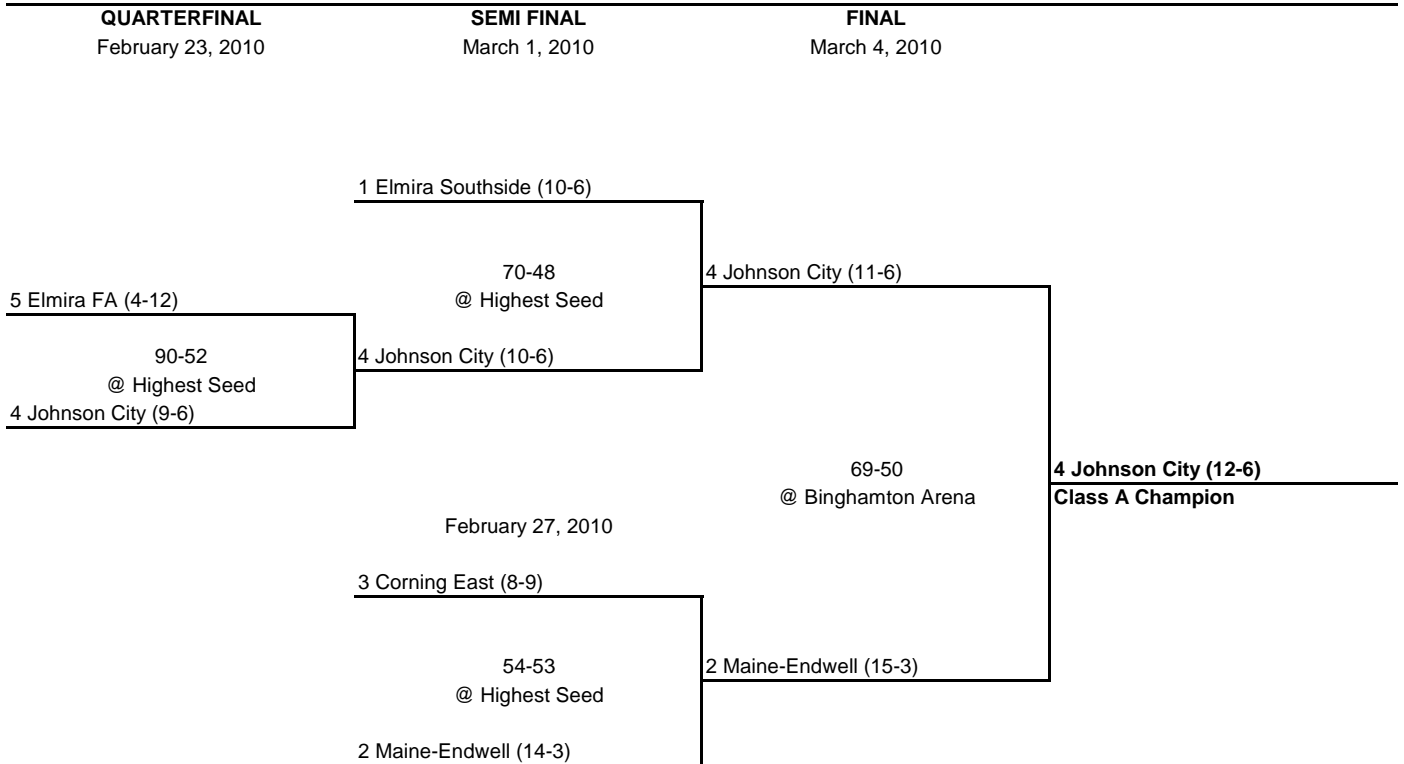 QUARTERFINAL
SEMI FINAL
FINAL
February 23, 2010
March 1, 2010
March 4, 2010
1 Elmira Southside (10-6)
70-48
@ Highest Seed
4 Johnson City (11-6)
5 Elmira FA (4-12)
90-52
@ Highest Seed
4 Johnson City (10-6)
4 Johnson City (9-6)
69-50
@ Binghamton Arena
4 Johnson City (12-6)
Class A Champion
February 27, 2010
3 Corning East (8-9)
54-53
@ Highest Seed
2 Maine-Endwell (15-3)
2 Maine-Endwell (14-3)